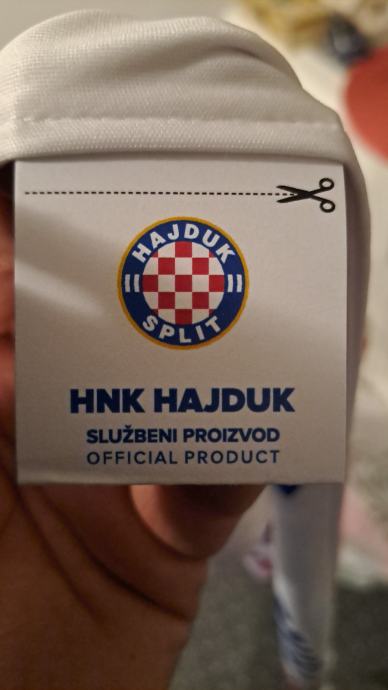 HAJDUK
SPLIT
HNK HAJDUK
SLUŽBENI PROIZVOD
OFFICIAL PRODUCT